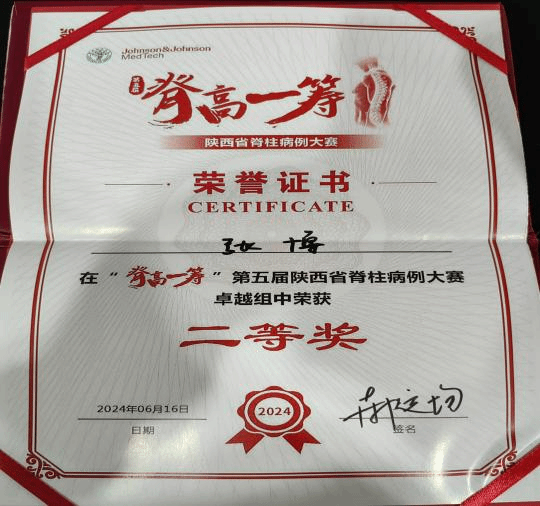 Johnson&Johnson
MedTech
第五届
脊高一筹
陕西省脊柱病例大赛
荣誉证书
CERTIFICATE
张博
在“脊高一筹”第五届陕西省脊柱病例大赛
卓越组中荣获
二等奖
2024年06月16日
2024
日期
签名